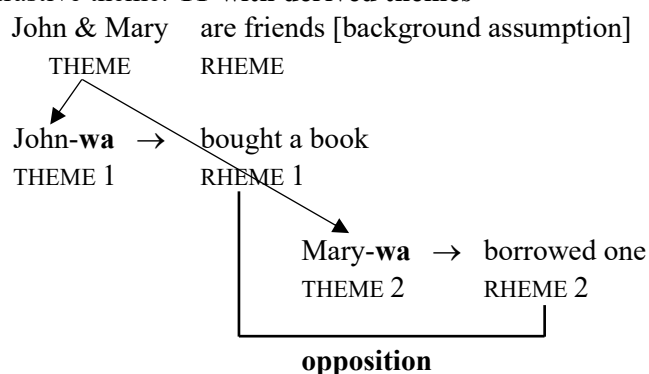 John & Mary are friends [background assumption]
THEME RHEME
John-wa → bought a book
THEME 1 RHEME 1
Mary-wa → borrowed one
THEME 2 RHEME 2
opposition